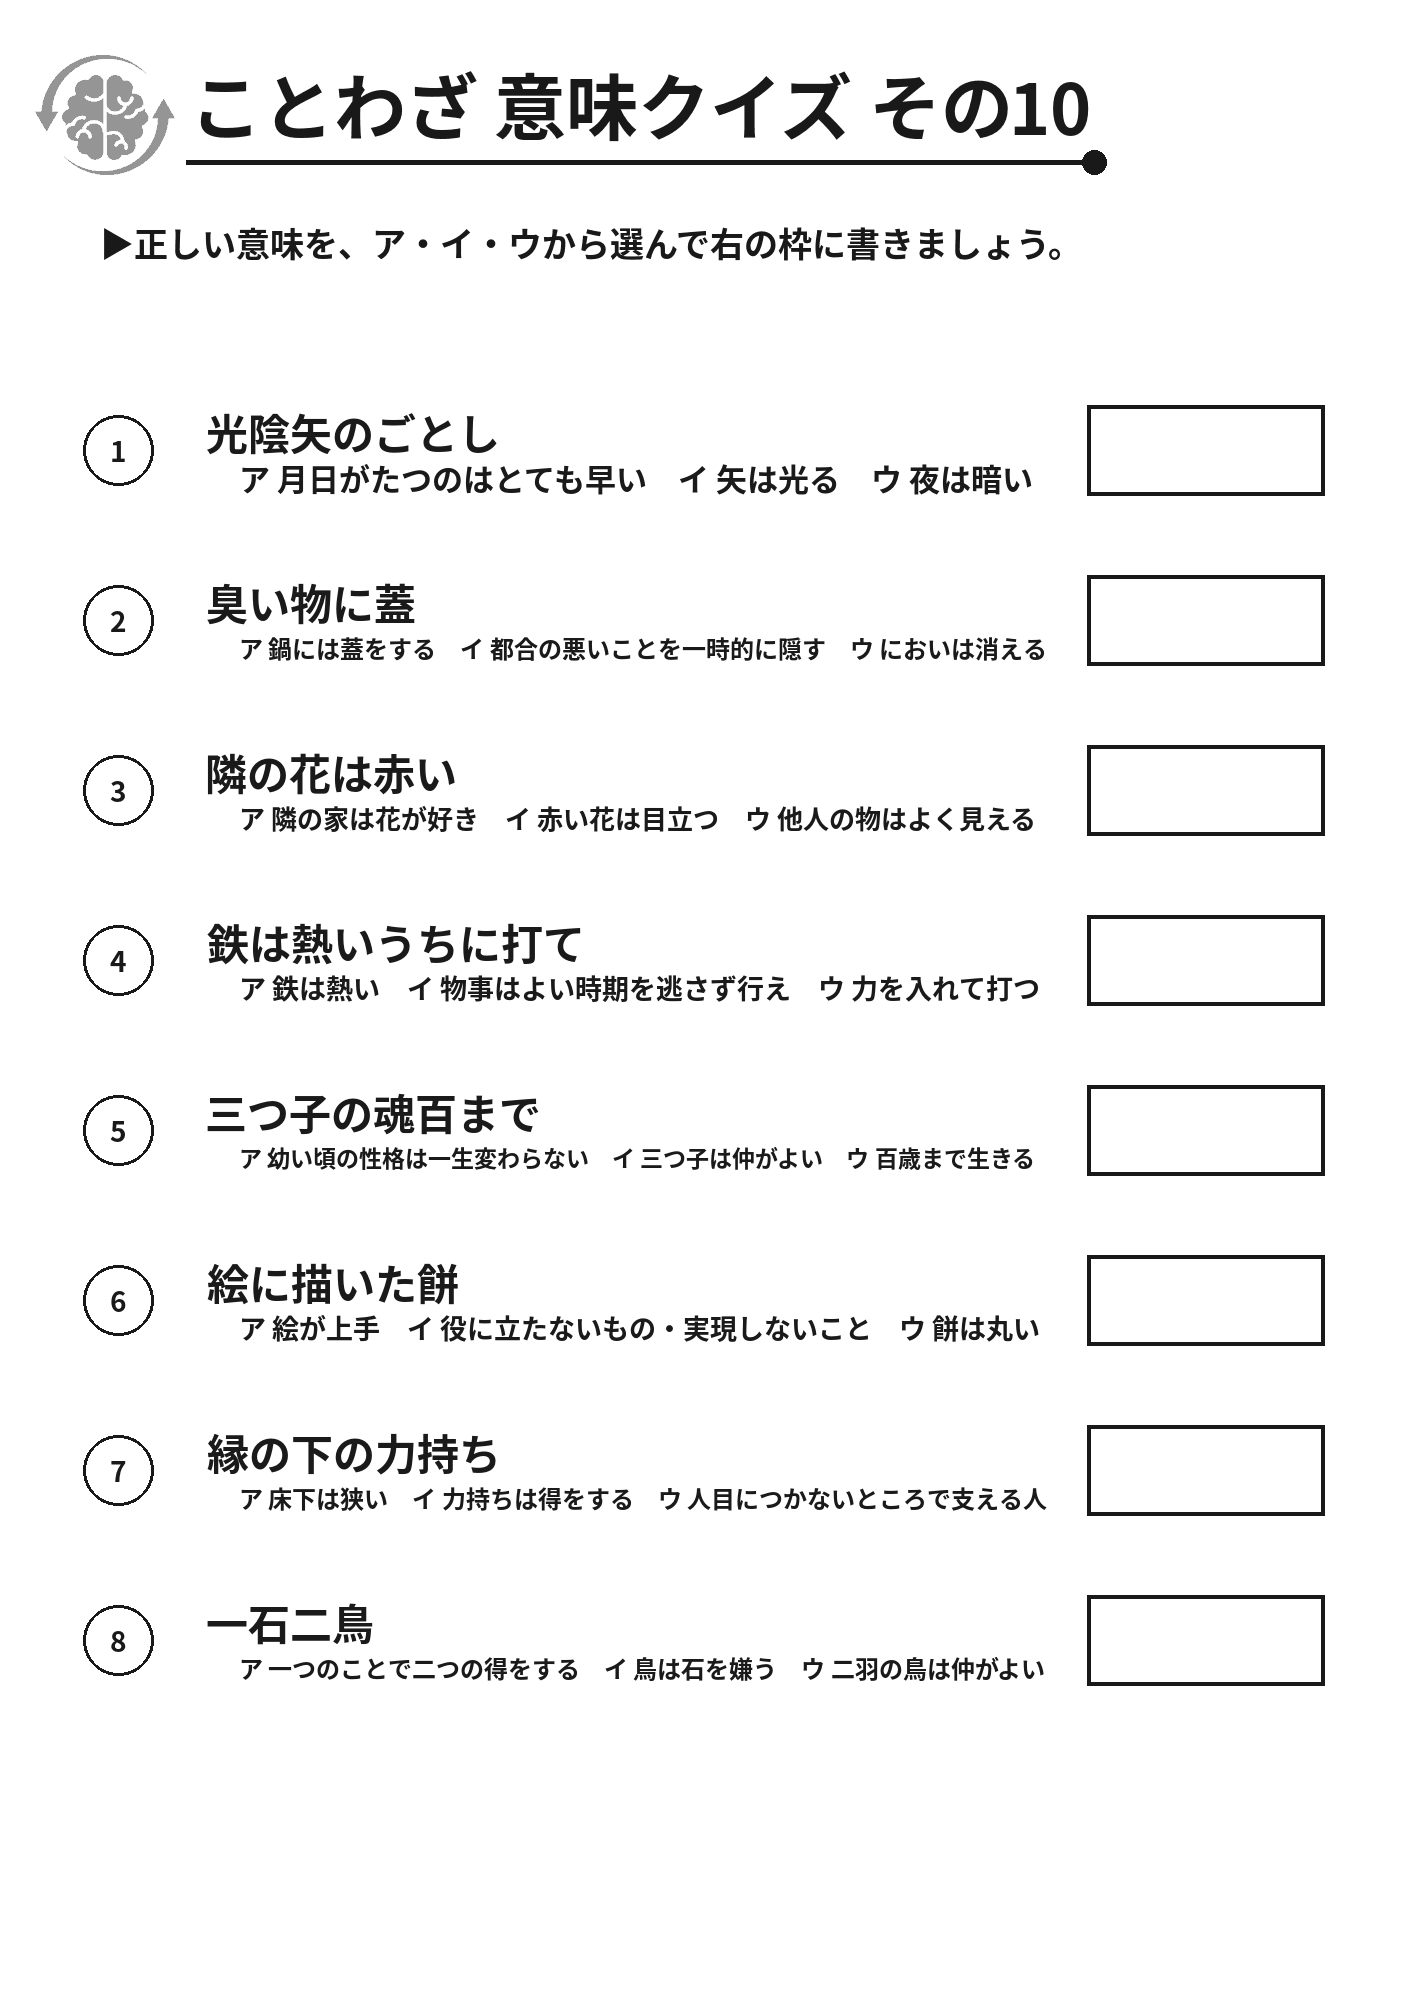 ことわざ 意味クイズ その10
▶正しい意味を、ア・イ・ウから選んで右の枠に書きましょう。
1 光陰矢のごとし
ア 月日がたつのはとても早い　イ 矢は光る　ウ 夜は暗い
2 臭い物に蓋
ア 鍋には蓋をする　イ 都合の悪いことを一時的に隠す　ウ においは消える
3 隣の花は赤い
ア 隣の家は花が好き　イ 赤い花は目立つ　ウ 他人の物はよく見える
4 鉄は熱いうちに打て
ア 鉄は熱い　イ 物事はよい時期を逃さず行え　ウ 力を入れて打つ
5 三つ子の魂百まで
ア 幼い頃の性格は一生変わらない　イ 三つ子は仲がよい　ウ 百歳まで生きる
6 絵に描いた餅
ア 絵が上手　イ 役に立たないもの・実現しないこと　ウ 餅は丸い
7 縁の下の力持ち
ア 床下は狭い　イ 力持ちは得をする　ウ 人目につかないところで支える人
8 一石二鳥
ア 一つのことで二つの得をする　イ 鳥は石を嫌う　ウ 二羽の鳥は仲がよい